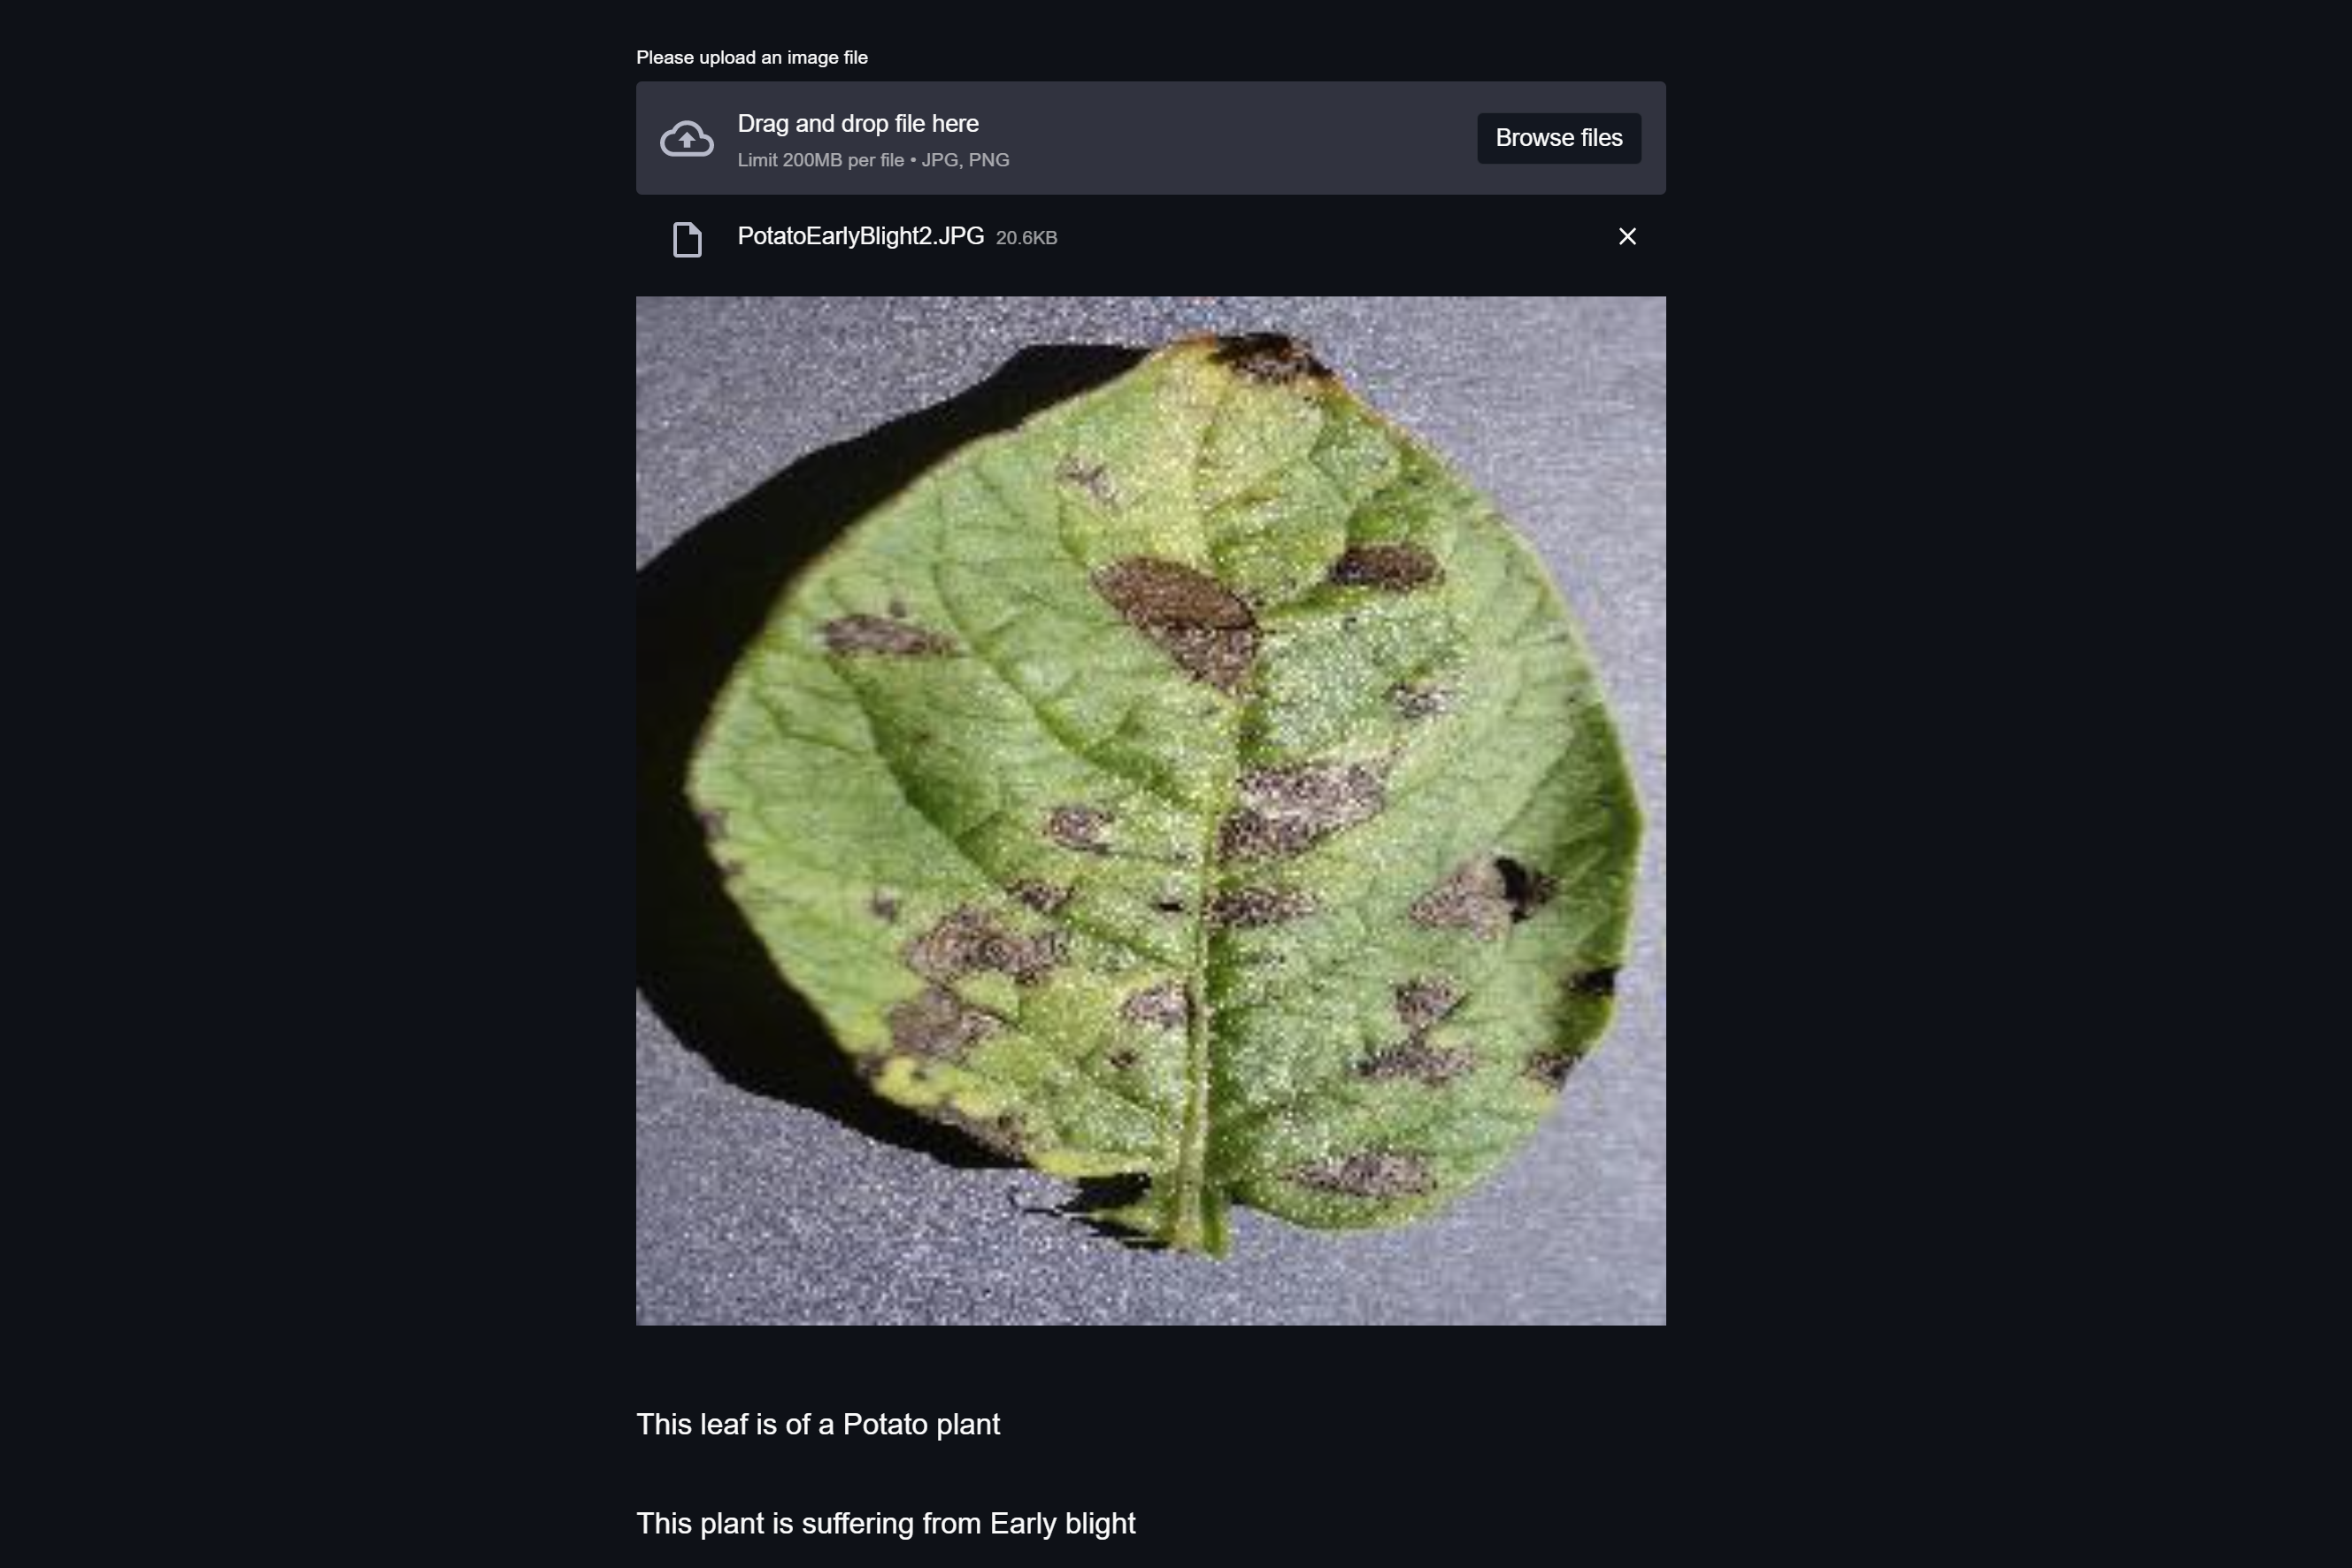 Please upload an image file
Drag and drop file here
Limit 200MB per file • JPG, PNG
Browse files
PotatoEarlyBlight2.JPG 20.6KB
This leaf is of a Potato plant
This plant is suffering from Early blight